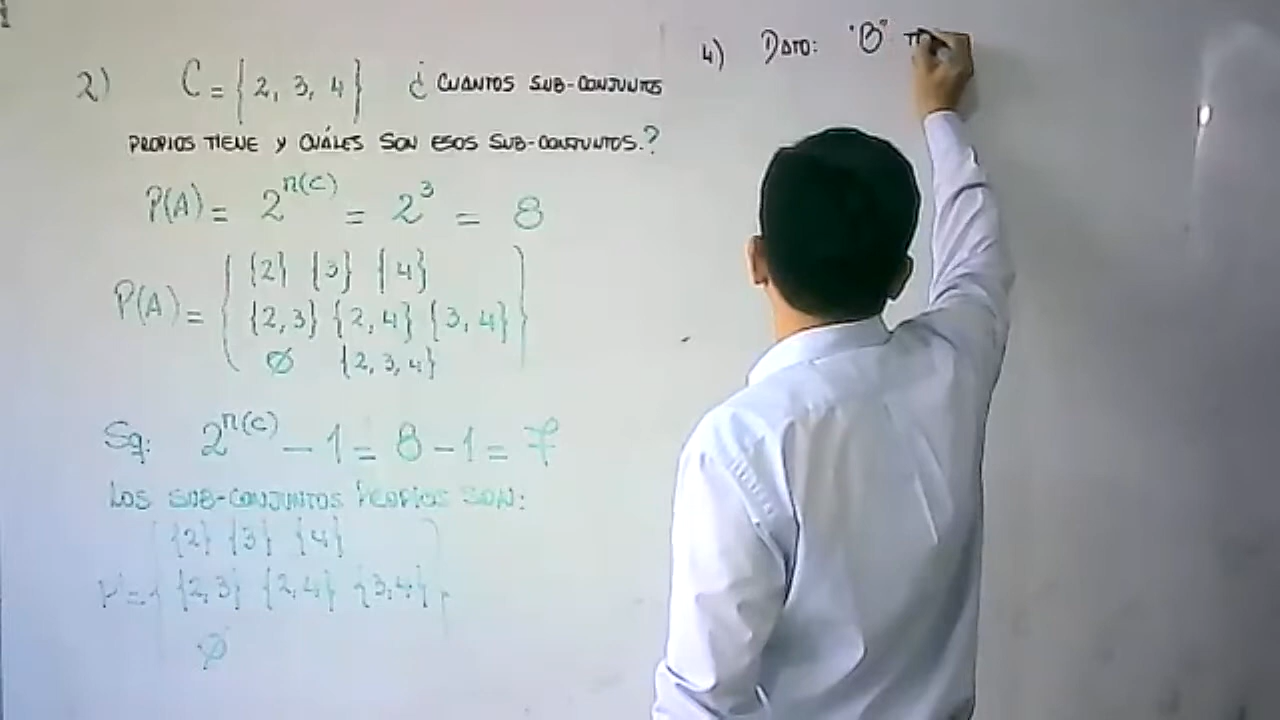 2) C = {2, 3, 4} ¿ CUANTOS SUB-CONJUNTOS
PROPIOS TIENE Y CUÁLES SON ESOS SUB-CONJUNTOS.?
P(A) = 2^n(C) = 2^3 = 8
P(A) = { {2} {3} {4}
{2,3} {2,4} {3,4}
∅ {2,3,4} }
Sq: 2^n(C) - 1 = 8 - 1 = 7
LOS SUB-CONJUNTOS PROPIOS SON:
{2} {3} {4}
P = { {2,3} {2,4} {3,4} }
∅
4) DATO: "B"